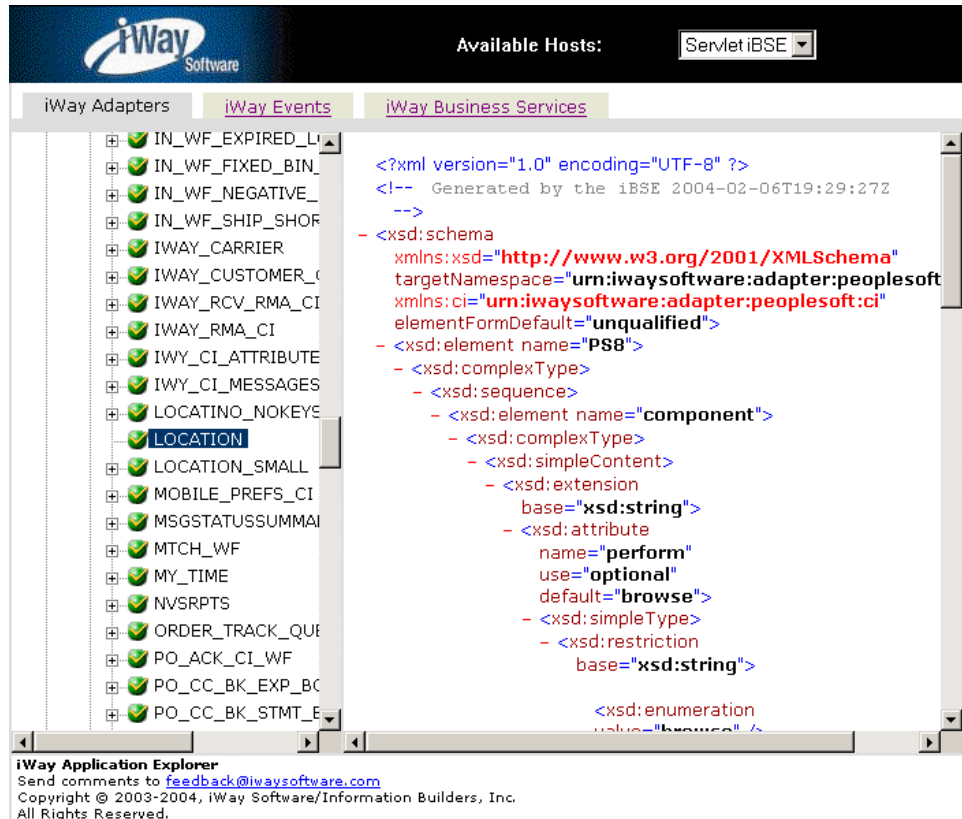 iWay
Software
Available Hosts:
Servlet iBSE
iWay Adapters
iWay Events
iWay Business Services
IN_WF_EXPIRED_L
IN_WF_FIXED_BIN_
IN_WF_NEGATIVE_
IN_WF_SHIP_SHOR
IWAY_CARRIER
IWAY_CUSTOMER_
IWAY_RCV_RMA_CI
IWAY_RMA_CI
IWY_CI_ATTRIBUTE
IWY_CI_MESSAGES
LOCATINO_NOKEYS
LOCATION
LOCATION_SMALL
MOBILE_PREFS_CI
MSGSTATUSSUMMA
MTCH_WF
MY_TIME
NVSRPTS
ORDER_TRACK_QUE
PO_ACK_CI_WF
PO_CC_BK_EXP_BO
PO_CC_BK_STMT_E
<?xml version="1.0" encoding="UTF-8" ?>
<!-- Generated by the iBSE 2004-02-06T19:29:27Z
-->
- <xsd:schema
xmlns:xsd="http://www.w3.org/2001/XMLSchema"
targetNamespace="urn:iwaysoftware:adapter:peoplesoft
xmlns:ci="urn:iwaysoftware:adapter:peoplesoft:ci"
elementFormDefault="unqualified">
- <xsd:element name="PS8">
- <xsd:complexType>
- <xsd:sequence>
- <xsd:element name="component">
- <xsd:complexType>
- <xsd:simpleContent>
- <xsd:extension
base="xsd:string">
- <xsd:attribute
name="perform"
use="optional"
default="browse">
- <xsd:simpleType>
- <xsd:restriction
base="xsd:string">
<xsd:enumeration
value="browse" />
iWay Application Explorer
Send comments to feedback@iwaysoftware.com
Copyright © 2003-2004, iWay Software/Information Builders, Inc.
All Rights Reserved.